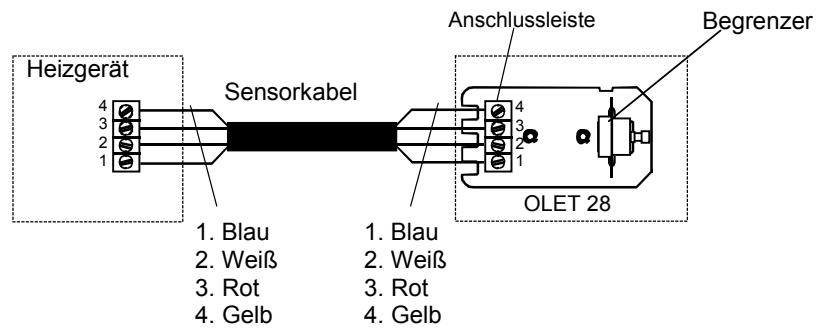 Anschlussleiste
Begrenzer
Heizgerät
Sensorkabel
4
3
2
1
4
3
2
1
OLET 28
1. Blau
2. Weiß
3. Rot
4. Gelb
1. Blau
2. Weiß
3. Rot
4. Gelb